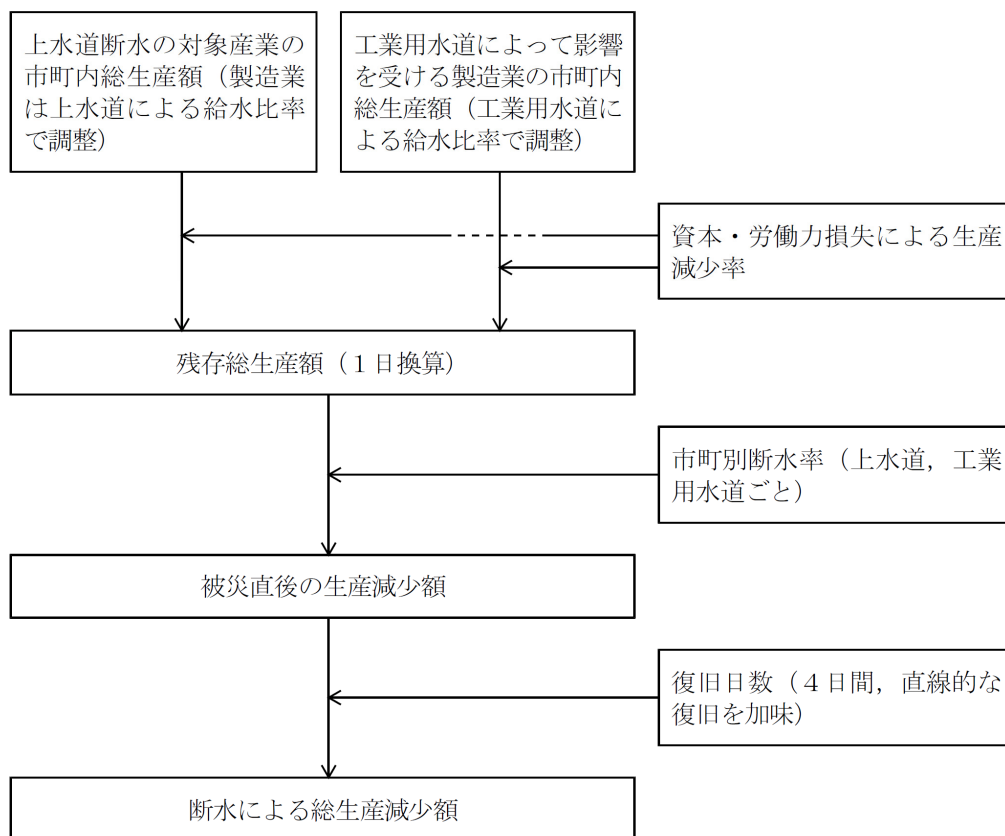 上水道断水の対象産業の
市町内総生産額（製造業
は上水道による給水比率
で調整）
工業用水道によって影響
を受ける製造業の市町内
総生産額（工業用水道に
よる給水比率で調整）
資本・労働力損失による生産
減少率
残存総生産額（１日換算）
市町別断水率（上水道，工業
用水道ごと）
被災直後の生産減少額
復旧日数（４日間，直線的な
復旧を加味）
断水による総生産減少額